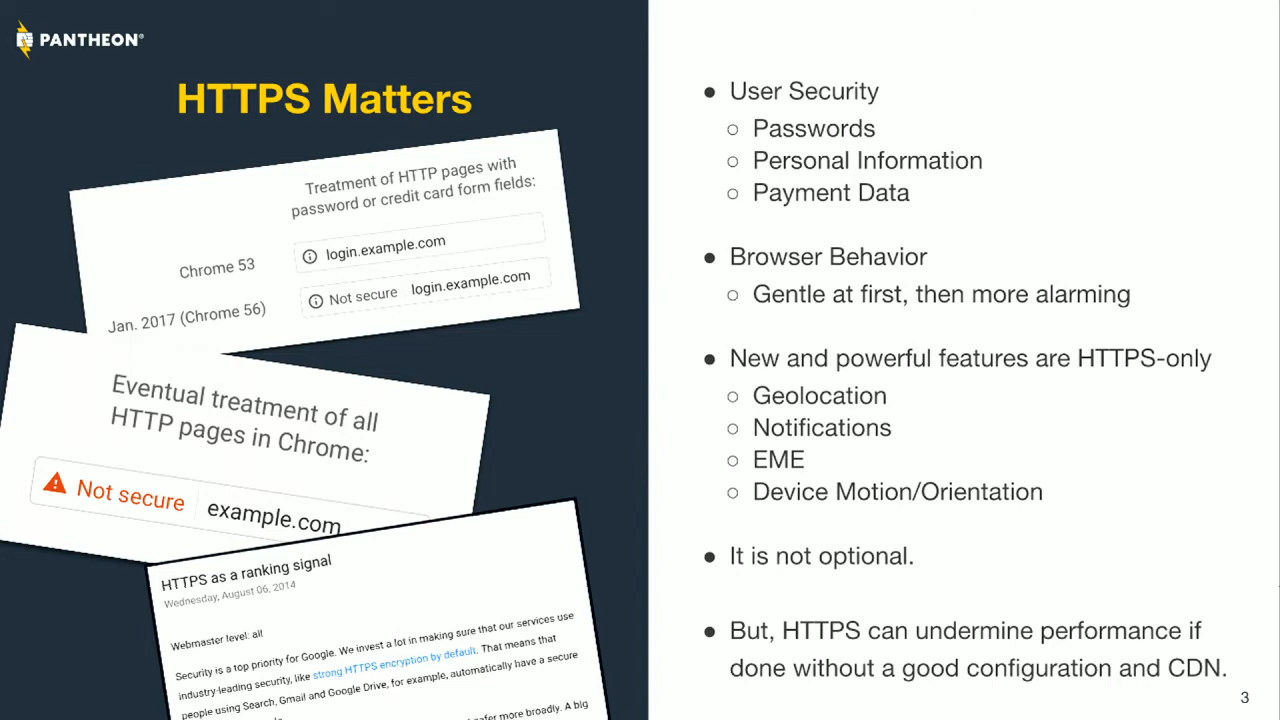 PANTHEON
HTTPS Matters
Treatment of HTTP pages with
password or credit card form fields:
Chrome 53
login.example.com
Jan. 2017 (Chrome 56)
Not secure login.example.com
Eventual treatment of all
HTTP pages in Chrome:
Not secure example.com
HTTPS as a ranking signal
Wednesday, August 06, 2014
Webmaster level: all
Security is a top priority for Google. We invest a lot in making sure that our services use
industry-leading security, like strong HTTPS encryption by default. That means that
people using Search, Gmail and Google Drive, for example, automatically have a secure
more broadly. A big
● User Security
○ Passwords
○ Personal Information
○ Payment Data
● Browser Behavior
○ Gentle at first, then more alarming
● New and powerful features are HTTPS-only
○ Geolocation
○ Notifications
○ EME
○ Device Motion/Orientation
● It is not optional.
● But, HTTPS can undermine performance if
done without a good configuration and CDN.
3